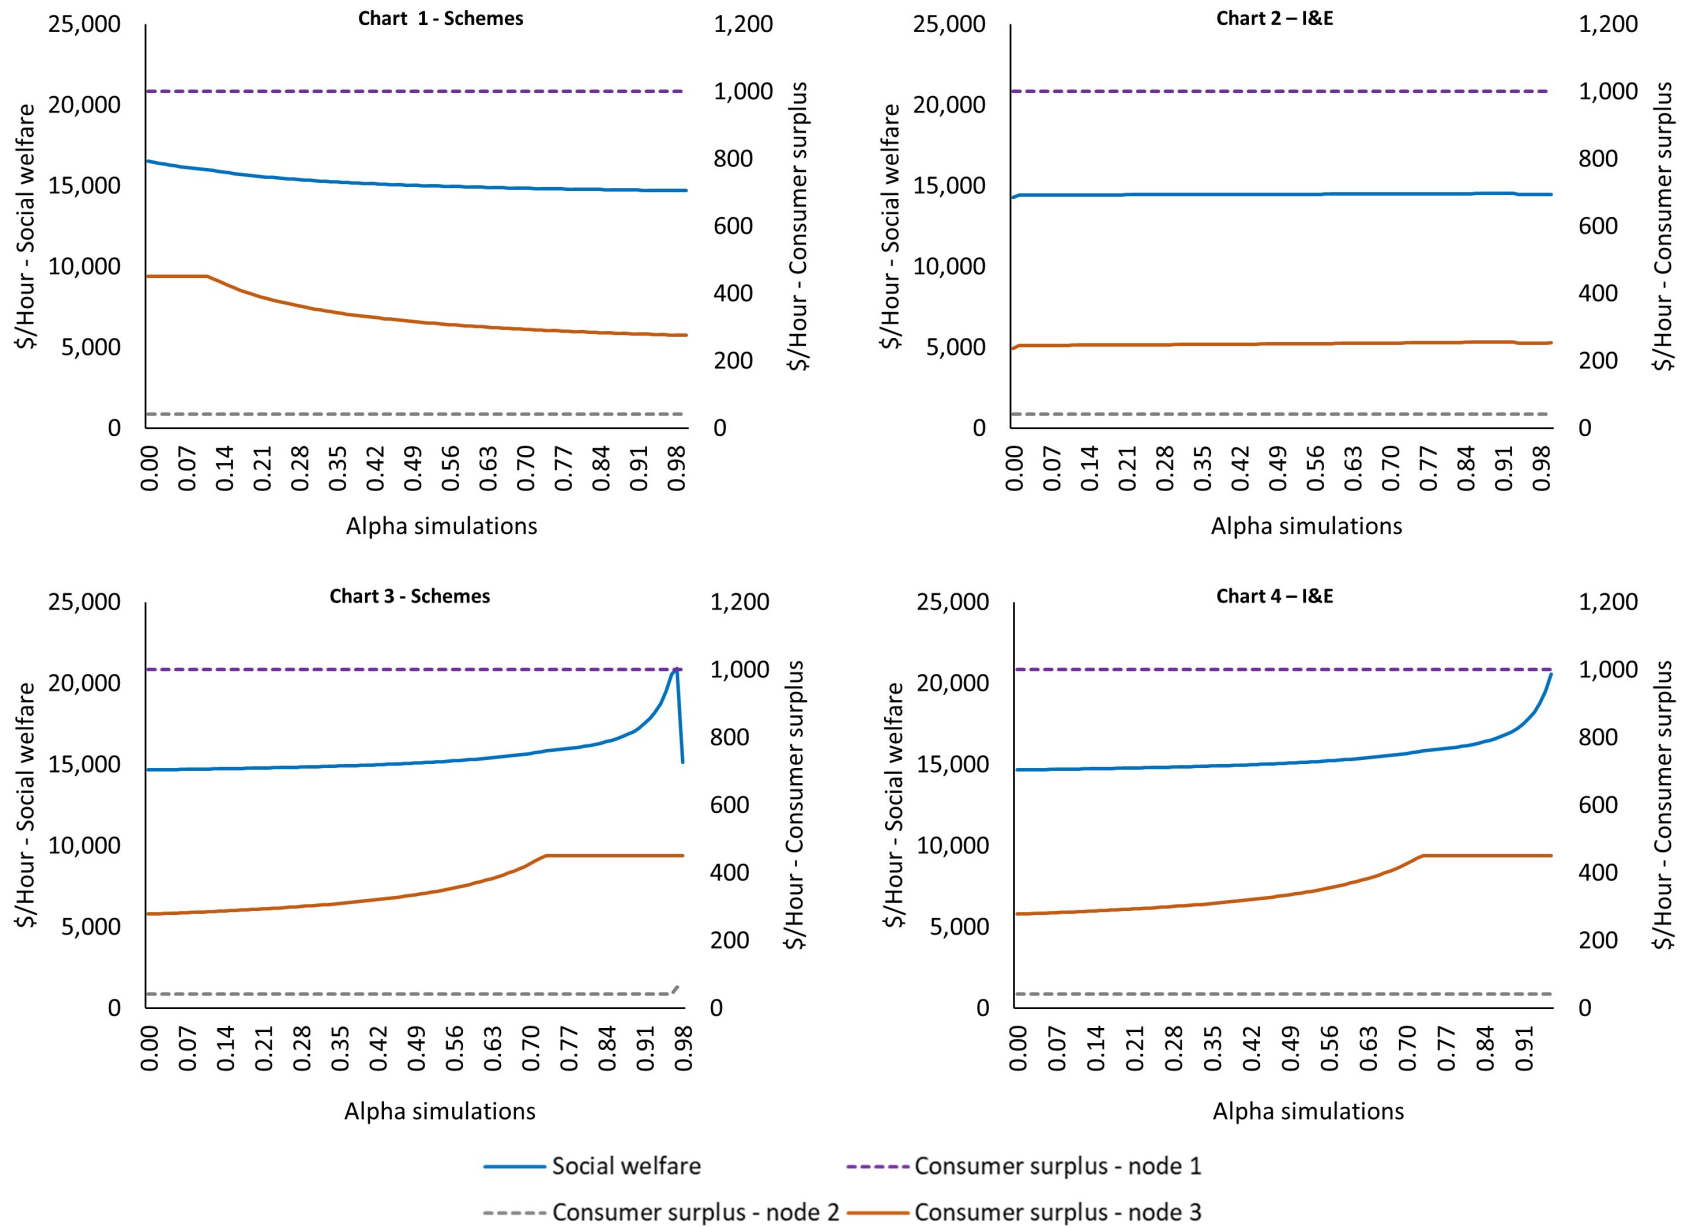 Chart  1 - Schemes
25,000
20,000
15,000
10,000
5,000
0
$/Hour - Social welfare
1,200
1,000
800
600
400
200
0
$/Hour - Consumer surplus
0.00 0.07 0.14 0.21 0.28 0.35 0.42 0.49 0.56 0.63 0.70 0.77 0.84 0.91 0.98
Alpha simulations
Chart 2 – I&E
25,000
20,000
15,000
10,000
5,000
0
$/Hour - Social welfare
1,200
1,000
800
600
400
200
0
$/Hour - Consumer surplus
0.00 0.07 0.14 0.21 0.28 0.35 0.42 0.49 0.56 0.63 0.70 0.77 0.84 0.91 0.98
Alpha simulations
Chart 3 - Schemes
25,000
20,000
15,000
10,000
5,000
0
$/Hour - Social welfare
1,200
1,000
800
600
400
200
0
$/Hour - Consumer surplus
0.00 0.07 0.14 0.21 0.28 0.35 0.42 0.49 0.56 0.63 0.70 0.77 0.84 0.91 0.98
Alpha simulations
Chart 4 – I&E
25,000
20,000
15,000
10,000
5,000
0
$/Hour - Social welfare
1,200
1,000
800
600
400
200
0
$/Hour - Consumer surplus
0.00 0.07 0.14 0.21 0.28 0.35 0.42 0.49 0.56 0.63 0.70 0.77 0.84 0.91
Alpha simulations
Social welfare
Consumer surplus - node 1
Consumer surplus - node 2
Consumer surplus - node 3